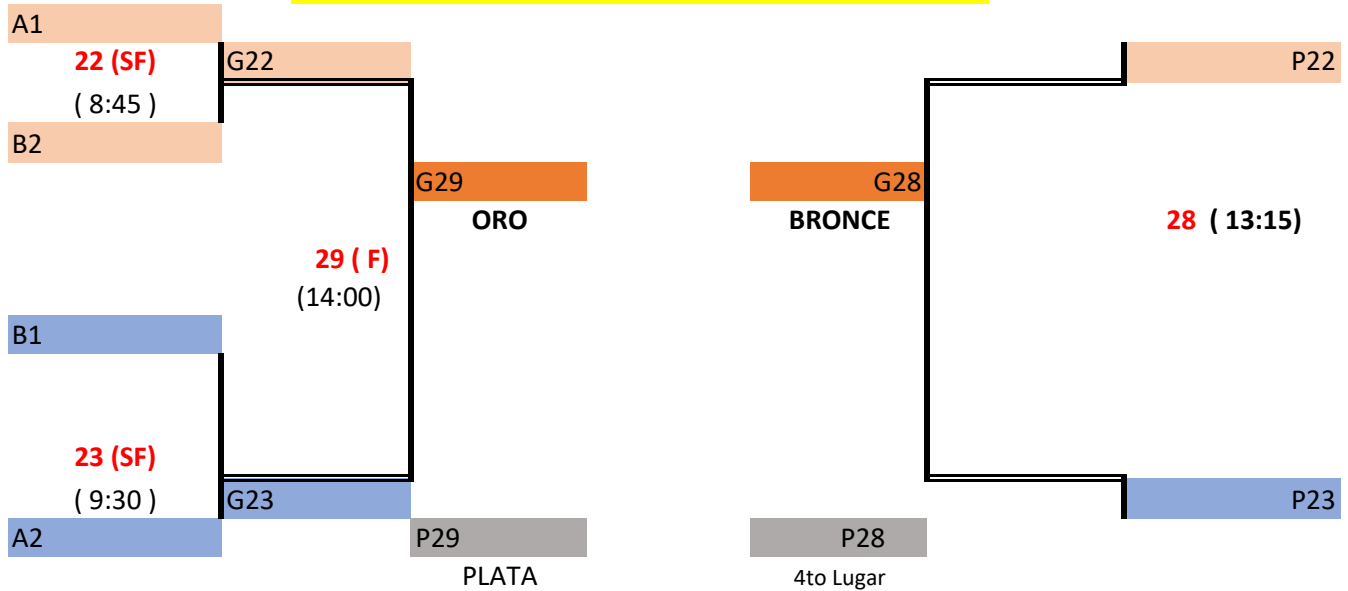 A1
22 (SF)
( 8:45 )
B2
G22
G29
ORO
29 ( F)
(14:00)
B1
23 (SF)
( 9:30 )
A2
G23
P29
PLATA
P22
G28
BRONCE
28 ( 13:15)
P23
P28
4to Lugar